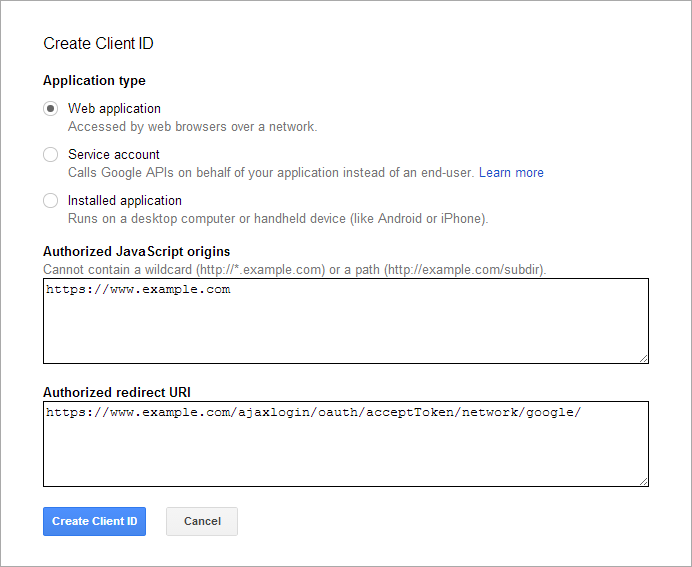 Create Client ID
Application type
Web application
Accessed by web browsers over a network.
Service account
Calls Google APIs on behalf of your application instead of an end-user. Learn more
Installed application
Runs on a desktop computer or handheld device (like Android or iPhone).
Authorized JavaScript origins
Cannot contain a wildcard (http://*.example.com) or a path (http://example.com/subdir).
https://www.example.com
Authorized redirect URI
https://www.example.com/ajaxlogin/oauth/acceptToken/network/google/
Create Client ID Cancel